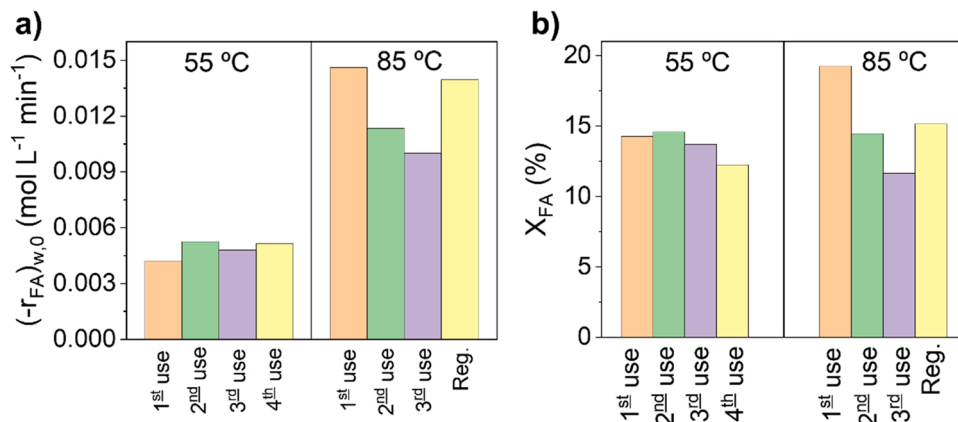 a)
(-r_FA)_w,0 (mol L⁻¹ min⁻¹)
0.015
0.012
0.009
0.006
0.003
0.000
55 ºC
85 ºC
1st use
2nd use
3rd use
4th use
1st use
2nd use
3rd use
Reg.
b)
X_FA (%)
20
15
10
5
0
55 ºC
85 ºC
1st use
2nd use
3rd use
4th use
1st use
2nd use
3rd use
Reg.